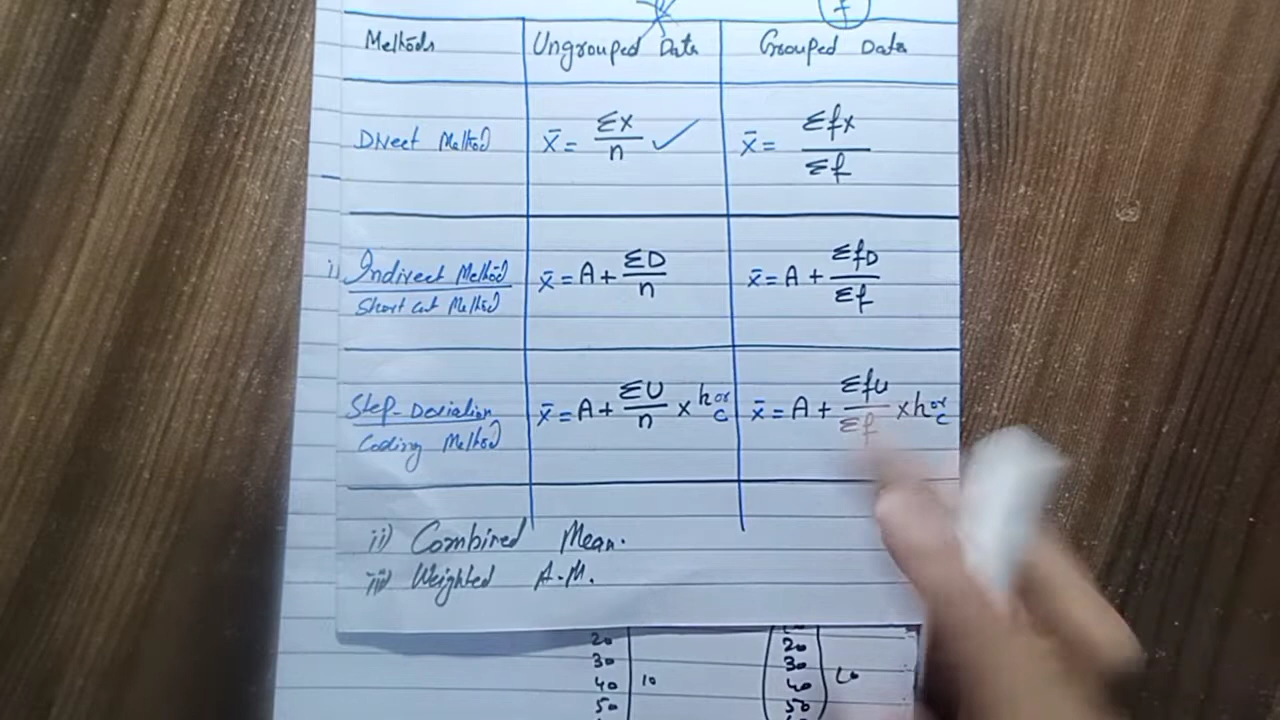 f
Methods Ungrouped Data Grouped Data
Direct Method x̄ = Σx/n ✓ x̄ = Σfx/Σf
i) Indirect Method x̄ = A + ΣD/n x̄ = A + ΣfD/Σf
Short cut Method
Step-Deviation x̄ = A + ΣU/n × h or c x̄ = A + Σfu/Σf × h or c
Coding Method
ii) Combined Mean.
iii) Weighted A.M.
20 20
30 30
40 10 40
50 50